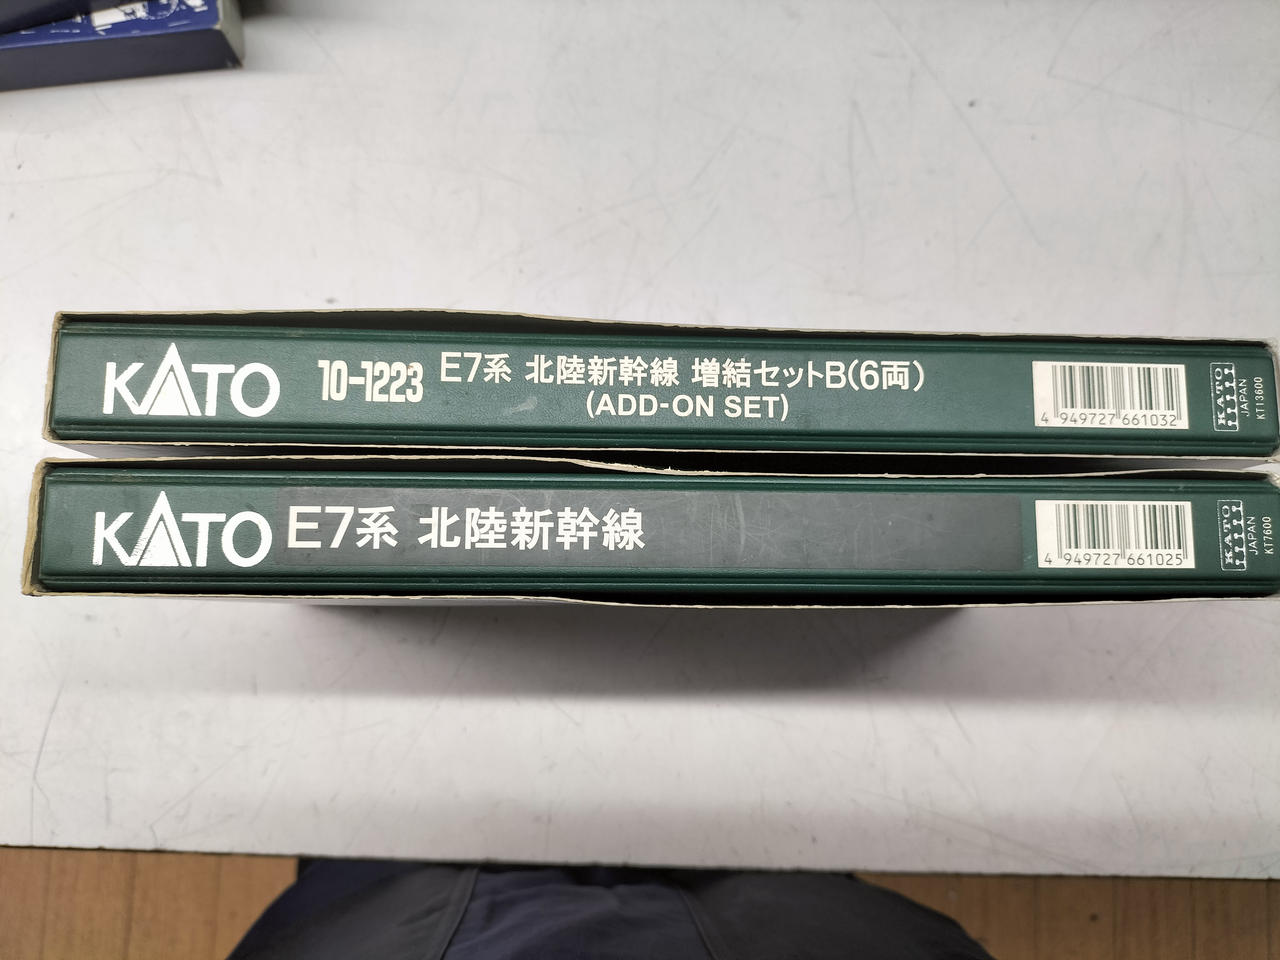 KATO
10-1223
E7系 北陸新幹線 増結セットB(6両)
(ADD-ON SET)
4 949727 661032
KATO
JAPAN
KT13600
KATO
E7系 北陸新幹線
4 949727 661025
KATO
JAPAN
KT7600